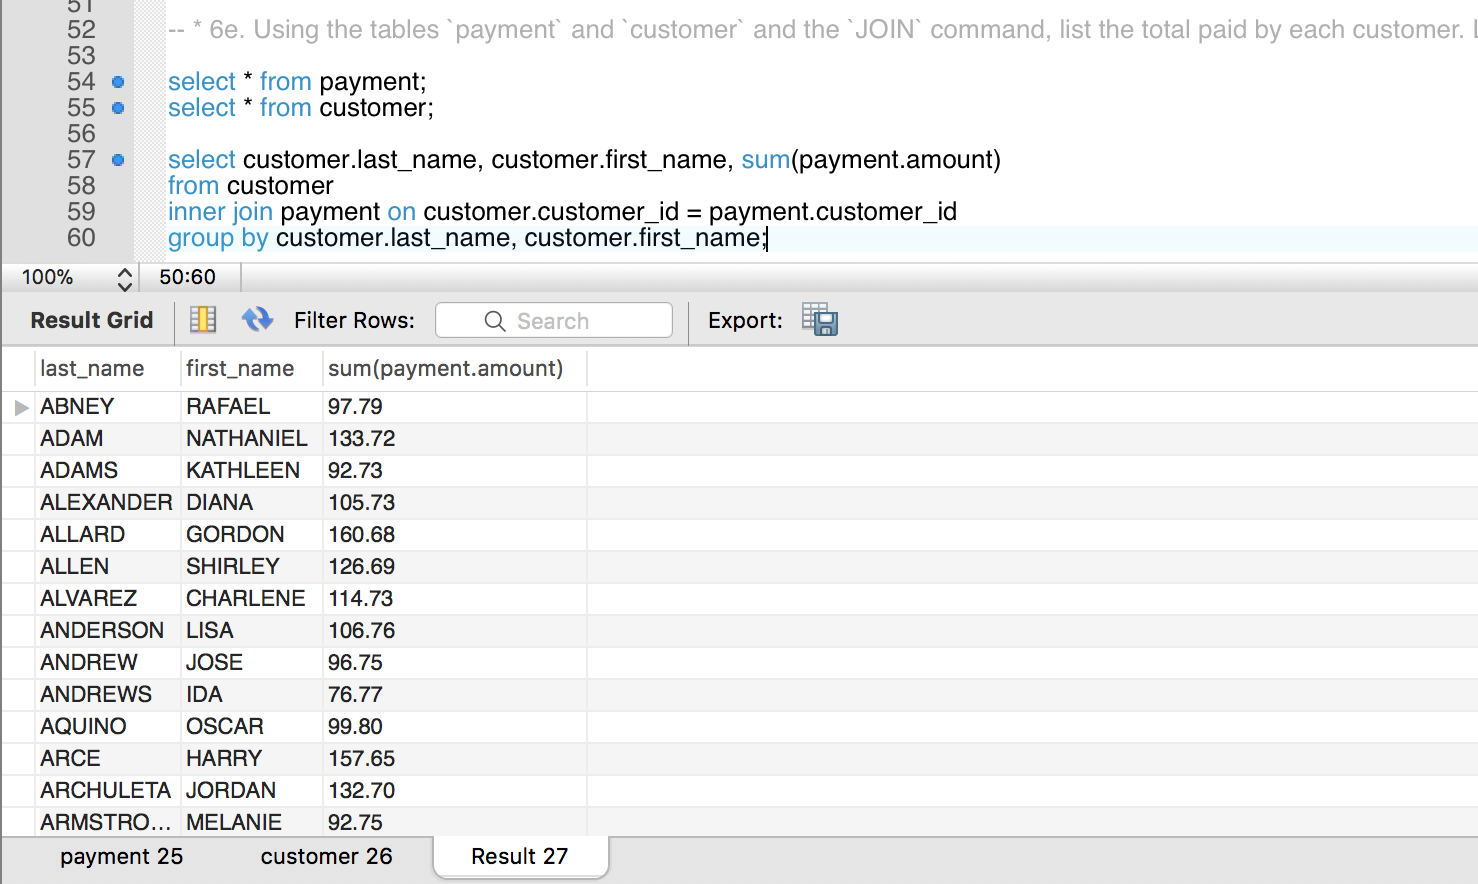 51
52 -- * 6e. Using the tables `payment` and `customer` and the `JOIN` command, list the total paid by each customer.
53
54 select * from payment;
55 select * from customer;
56
57 select customer.last_name, customer.first_name, sum(payment.amount)
58 from customer
59 inner join payment on customer.customer_id = payment.customer_id
60 group by customer.last_name, customer.first_name;
100% 50:60
Result Grid Filter Rows: Search Export:
last_name first_name sum(payment.amount)
ABNEY RAFAEL 97.79
ADAM NATHANIEL 133.72
ADAMS KATHLEEN 92.73
ALEXANDER DIANA 105.73
ALLARD GORDON 160.68
ALLEN SHIRLEY 126.69
ALVAREZ CHARLENE 114.73
ANDERSON LISA 106.76
ANDREW JOSE 96.75
ANDREWS IDA 76.77
AQUINO OSCAR 99.80
ARCE HARRY 157.65
ARCHULETA JORDAN 132.70
ARMSTRO... MELANIE 92.75
payment 25 customer 26 Result 27